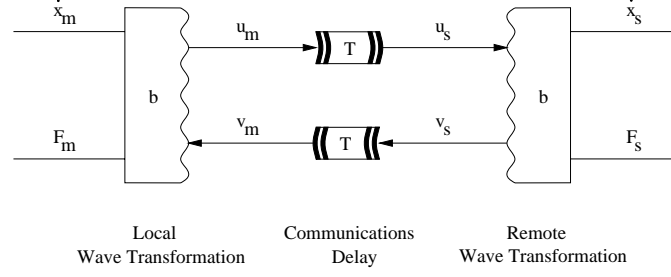 ẋm
um
T
us
ẋs
b
b
Fm
vm
T
vs
Fs
Local
Wave Transformation
Communications
Delay
Remote
Wave Transformation